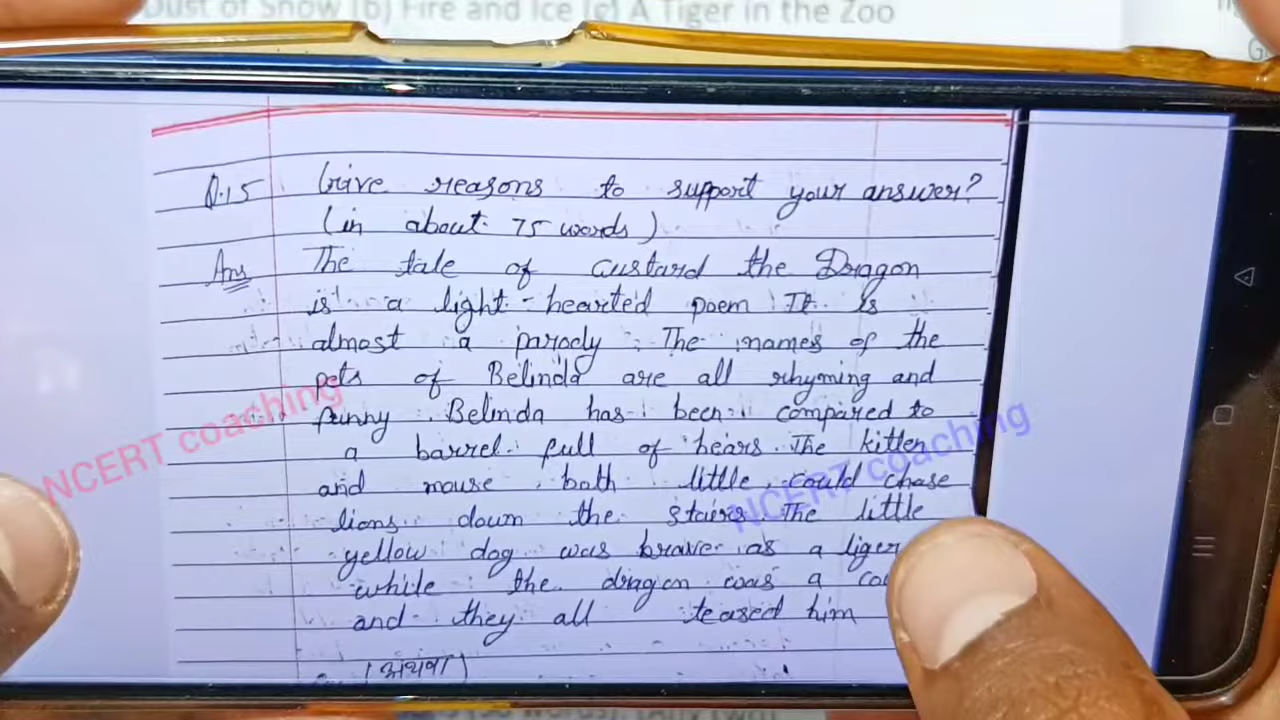 Dust of Snow (b) Fire and Ice (c) A Tiger in the Zoo
Q.15 Give reasons to support your answer?
(in about 75 words)
Ans The tale of Custard the Dragon
is a light-hearted poem. It is
almost a parody. The names of the
pets of Belinda are all rhyming and
funny. Belinda has been compared to
a barrel full of bears. The kitten
and mouse, both little, could chase
lions down the stairs. The little
yellow dog was brave as a tiger
while the dragon was a
and they all teased him
(अथवा)
NCERT coaching
NCERT coaching